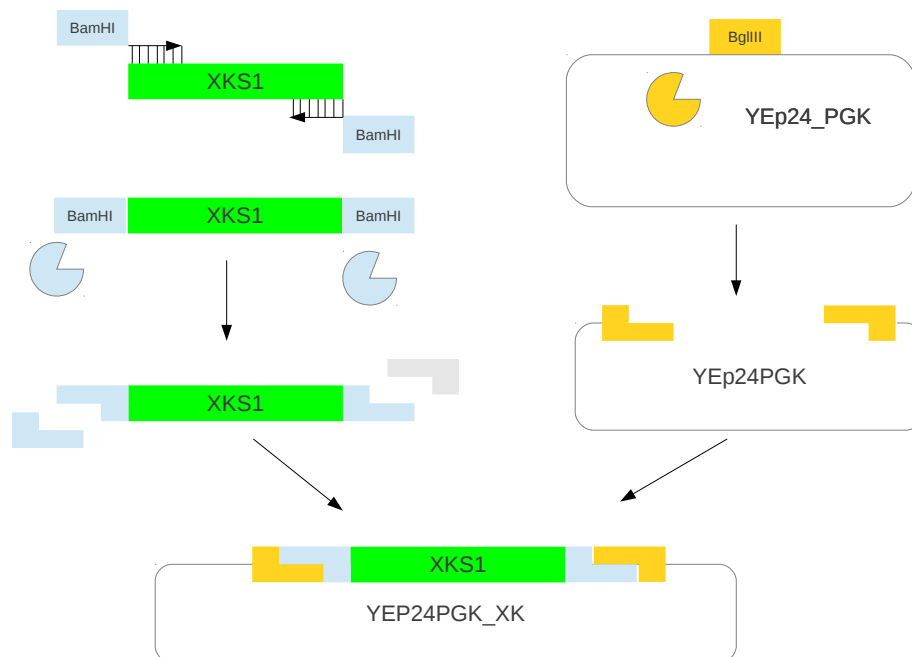 BamHI
XKS1
BamHI
BglIII
YEp24_PGK
BamHI
XKS1
BamHI
XKS1
YEp24PGK
XKS1
YEP24PGK_XK